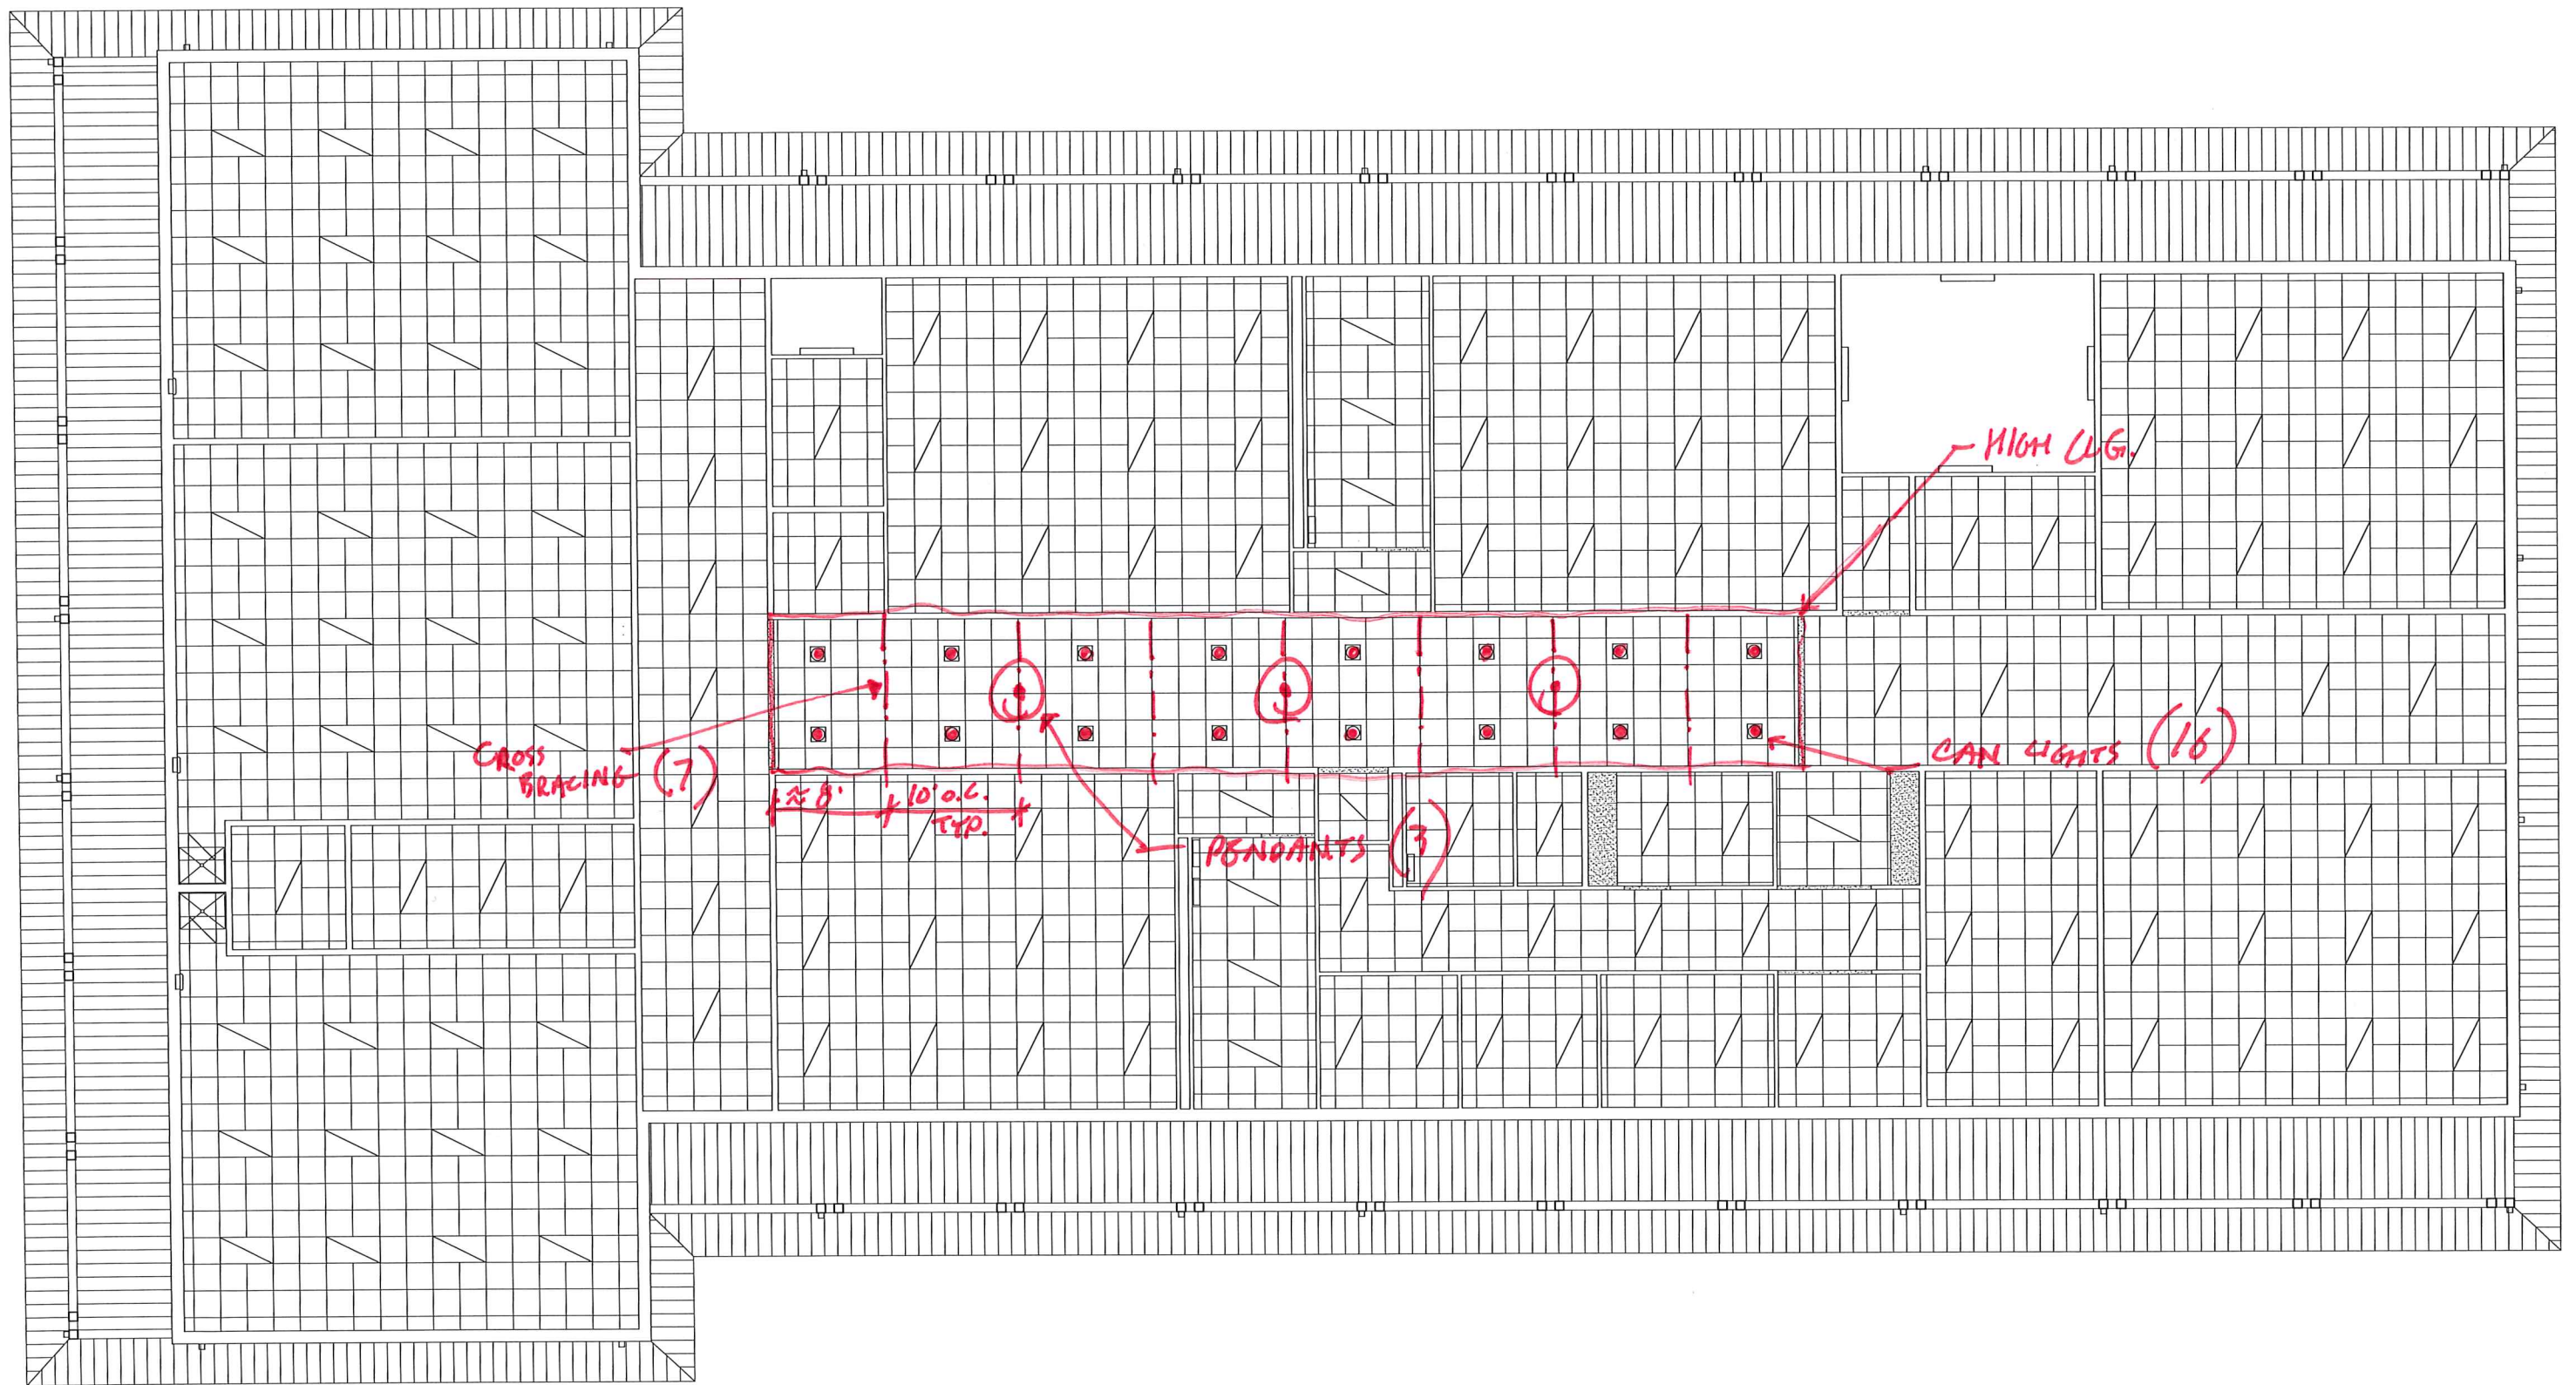 HIGH CLG.
CROSS
BRACING (7)
CAN LIGHTS (16)
≈ 8' 10' O.C.
TYP.
PENDANTS (3)